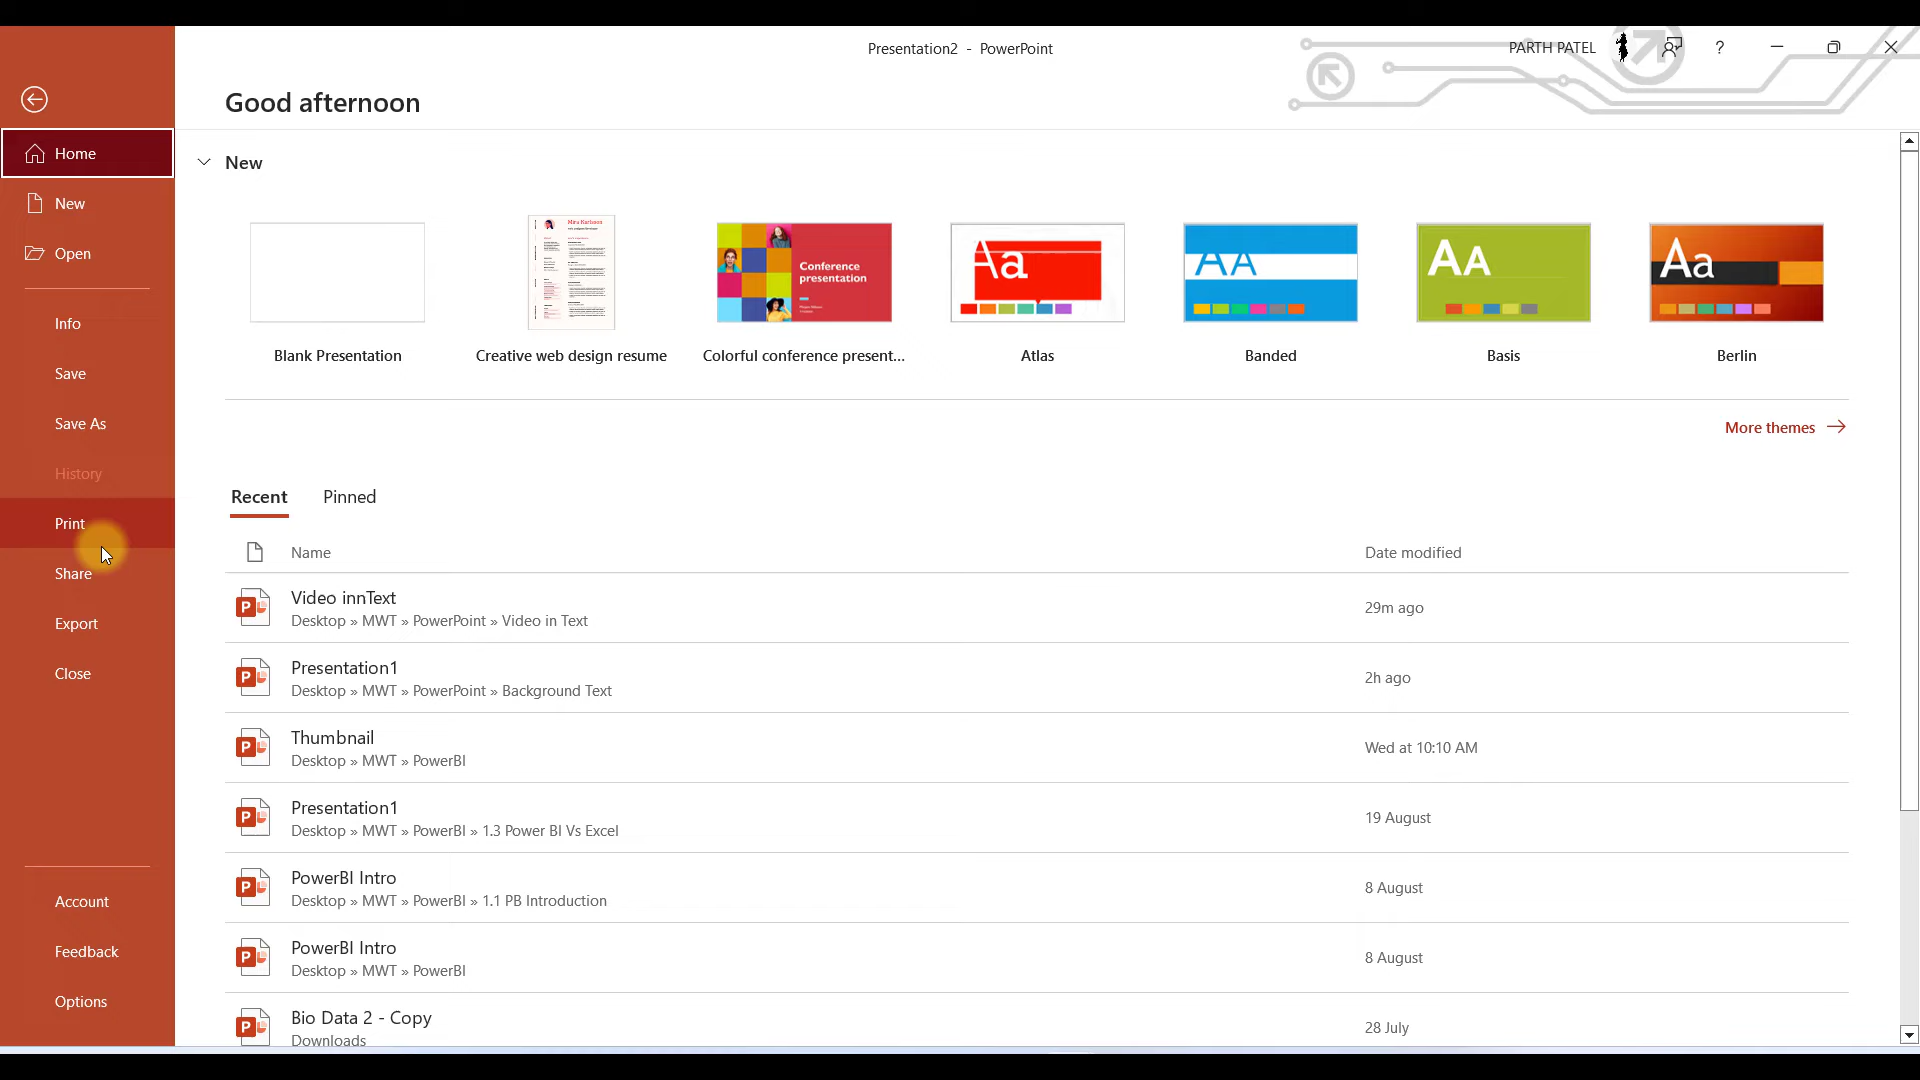 Presentation2 - PowerPoint
PARTH PATEL
?
Good afternoon
Home
New
Open
Info
Save
Save As
History
Print
Share
Export
Close
Account
Feedback
Options
New
Mira Karlsson
Conference
presentation
Aa
AA
AA
Aa
Blank Presentation
Creative web design resume
Colorful conference present...
Atlas
Banded
Basis
Berlin
More themes
Recent
Pinned
Name
Date modified
Video innText
Desktop » MWT » PowerPoint » Video in Text
29m ago
Presentation1
Desktop » MWT » PowerPoint » Background Text
2h ago
Thumbnail
Desktop » MWT » PowerBI
Wed at 10:10 AM
Presentation1
Desktop » MWT » PowerBI » 1.3 Power BI Vs Excel
19 August
PowerBI Intro
Desktop » MWT » PowerBI » 1.1 PB Introduction
8 August
PowerBI Intro
Desktop » MWT » PowerBI
8 August
Bio Data 2 - Copy
Downloads
28 July